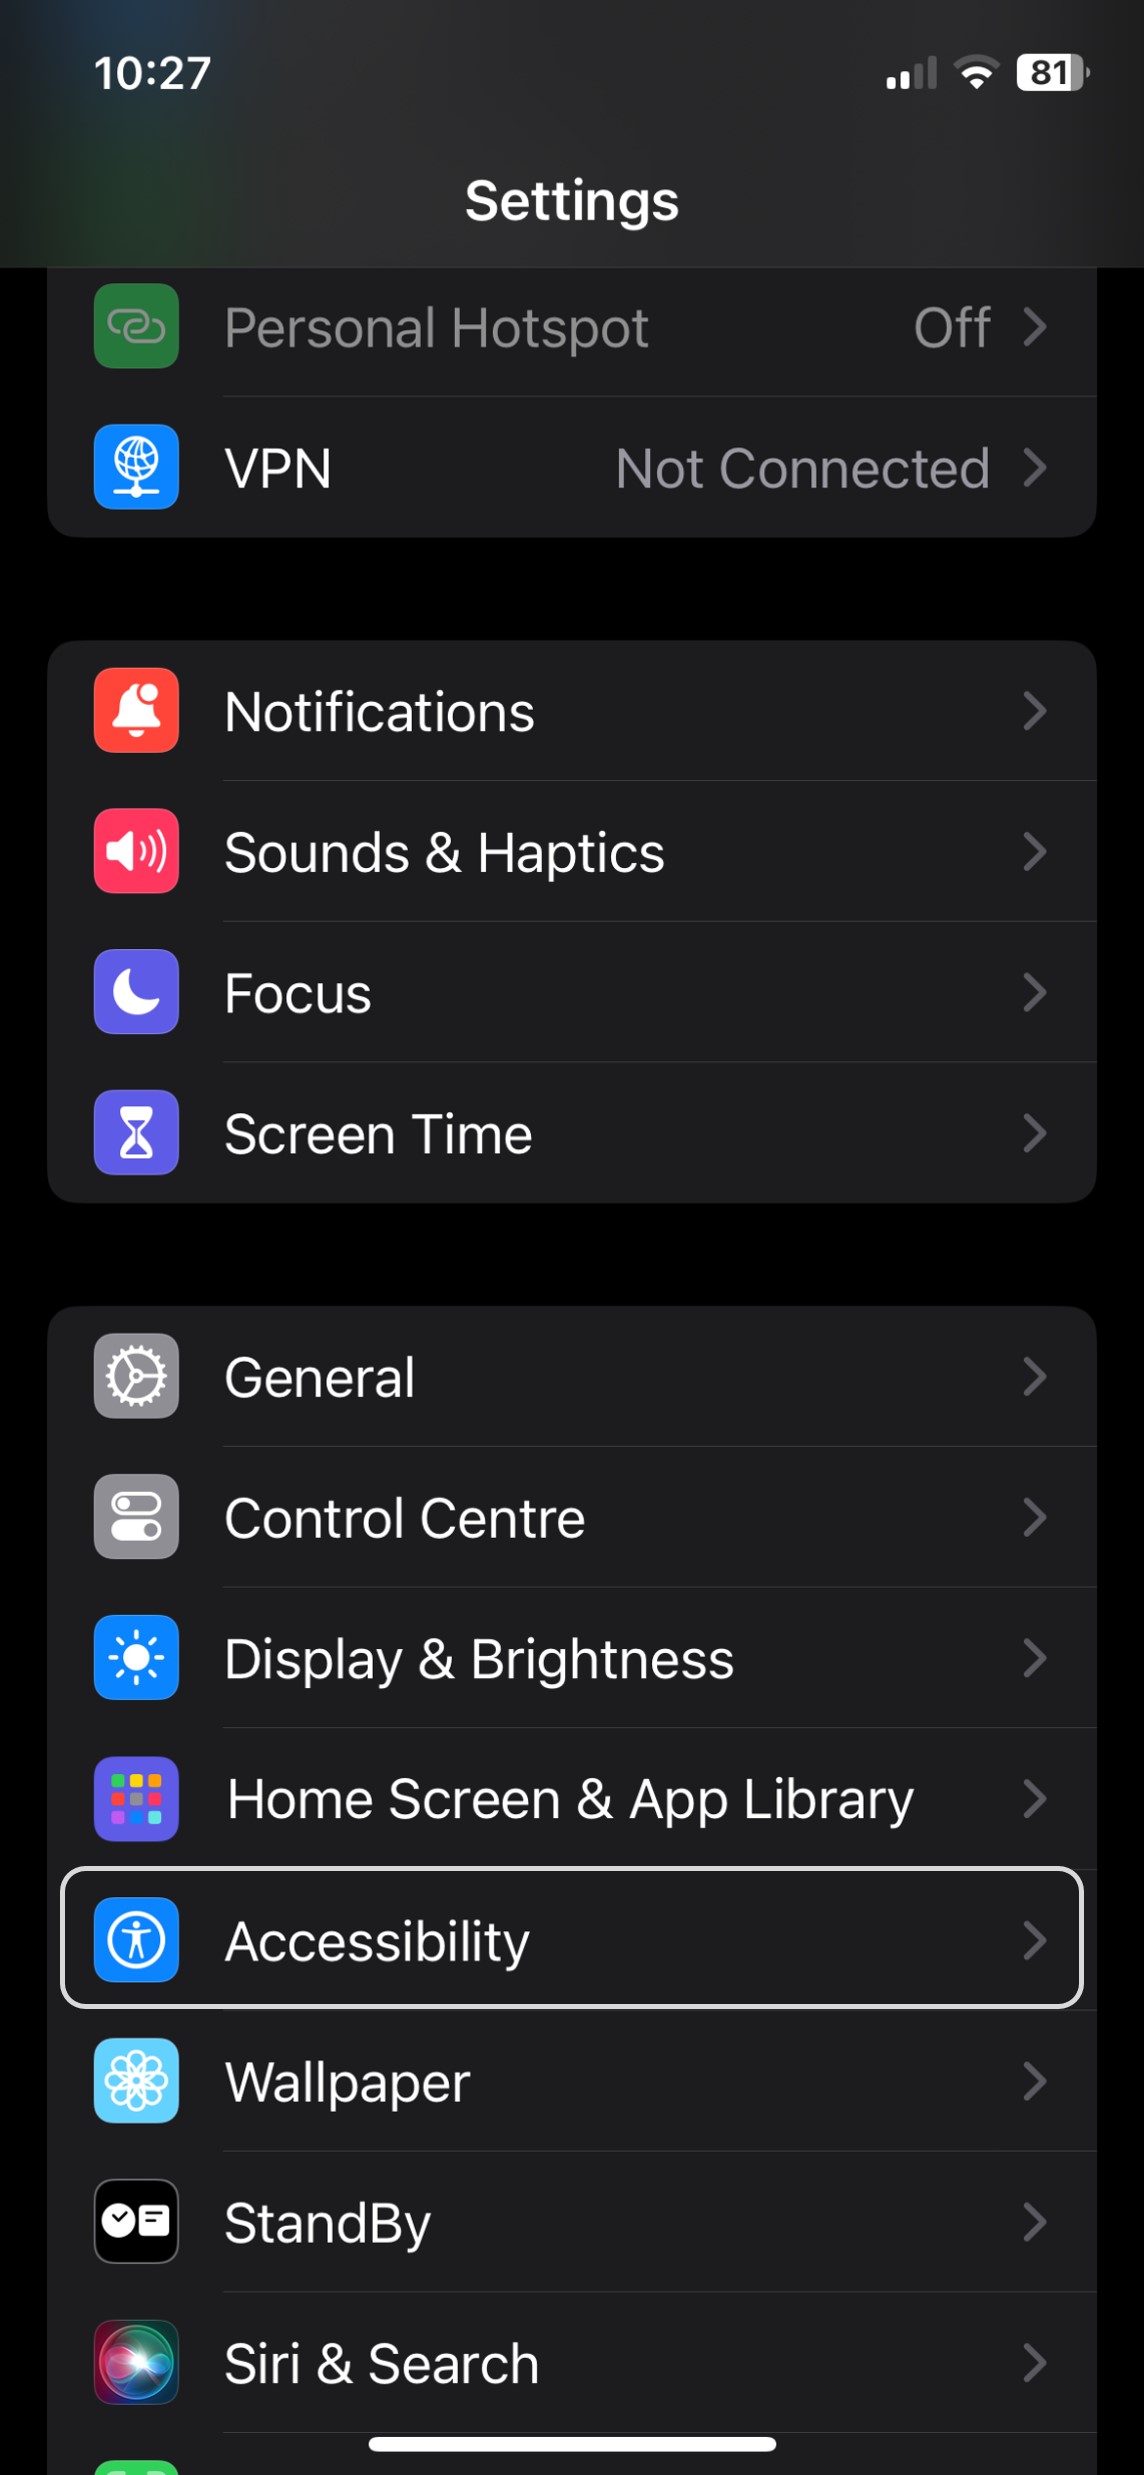 10:27
81
Settings
Personal Hotspot Off
VPN Not Connected
Notifications
Sounds & Haptics
Focus
Screen Time
General
Control Centre
Display & Brightness
Home Screen & App Library
Accessibility
Wallpaper
StandBy
Siri & Search